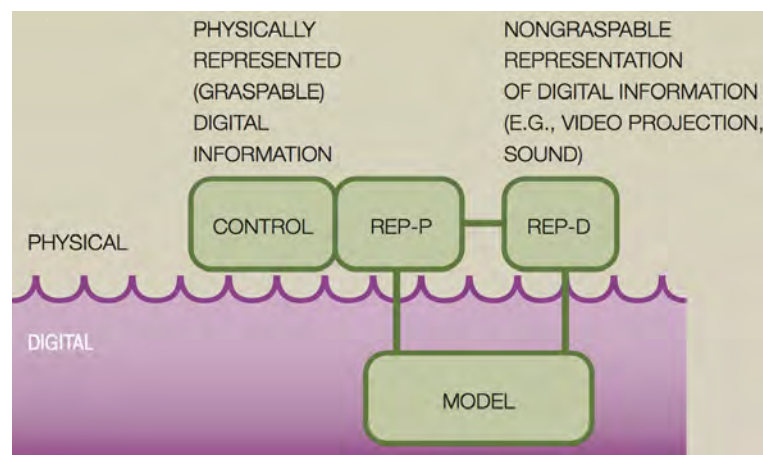 PHYSICALLY
REPRESENTED
(GRASPABLE)
DIGITAL
INFORMATION
NONGRASPABLE
REPRESENTATION
OF DIGITAL INFORMATION
(E.G., VIDEO PROJECTION,
SOUND)
CONTROL
REP-P
REP-D
PHYSICAL
DIGITAL
MODEL